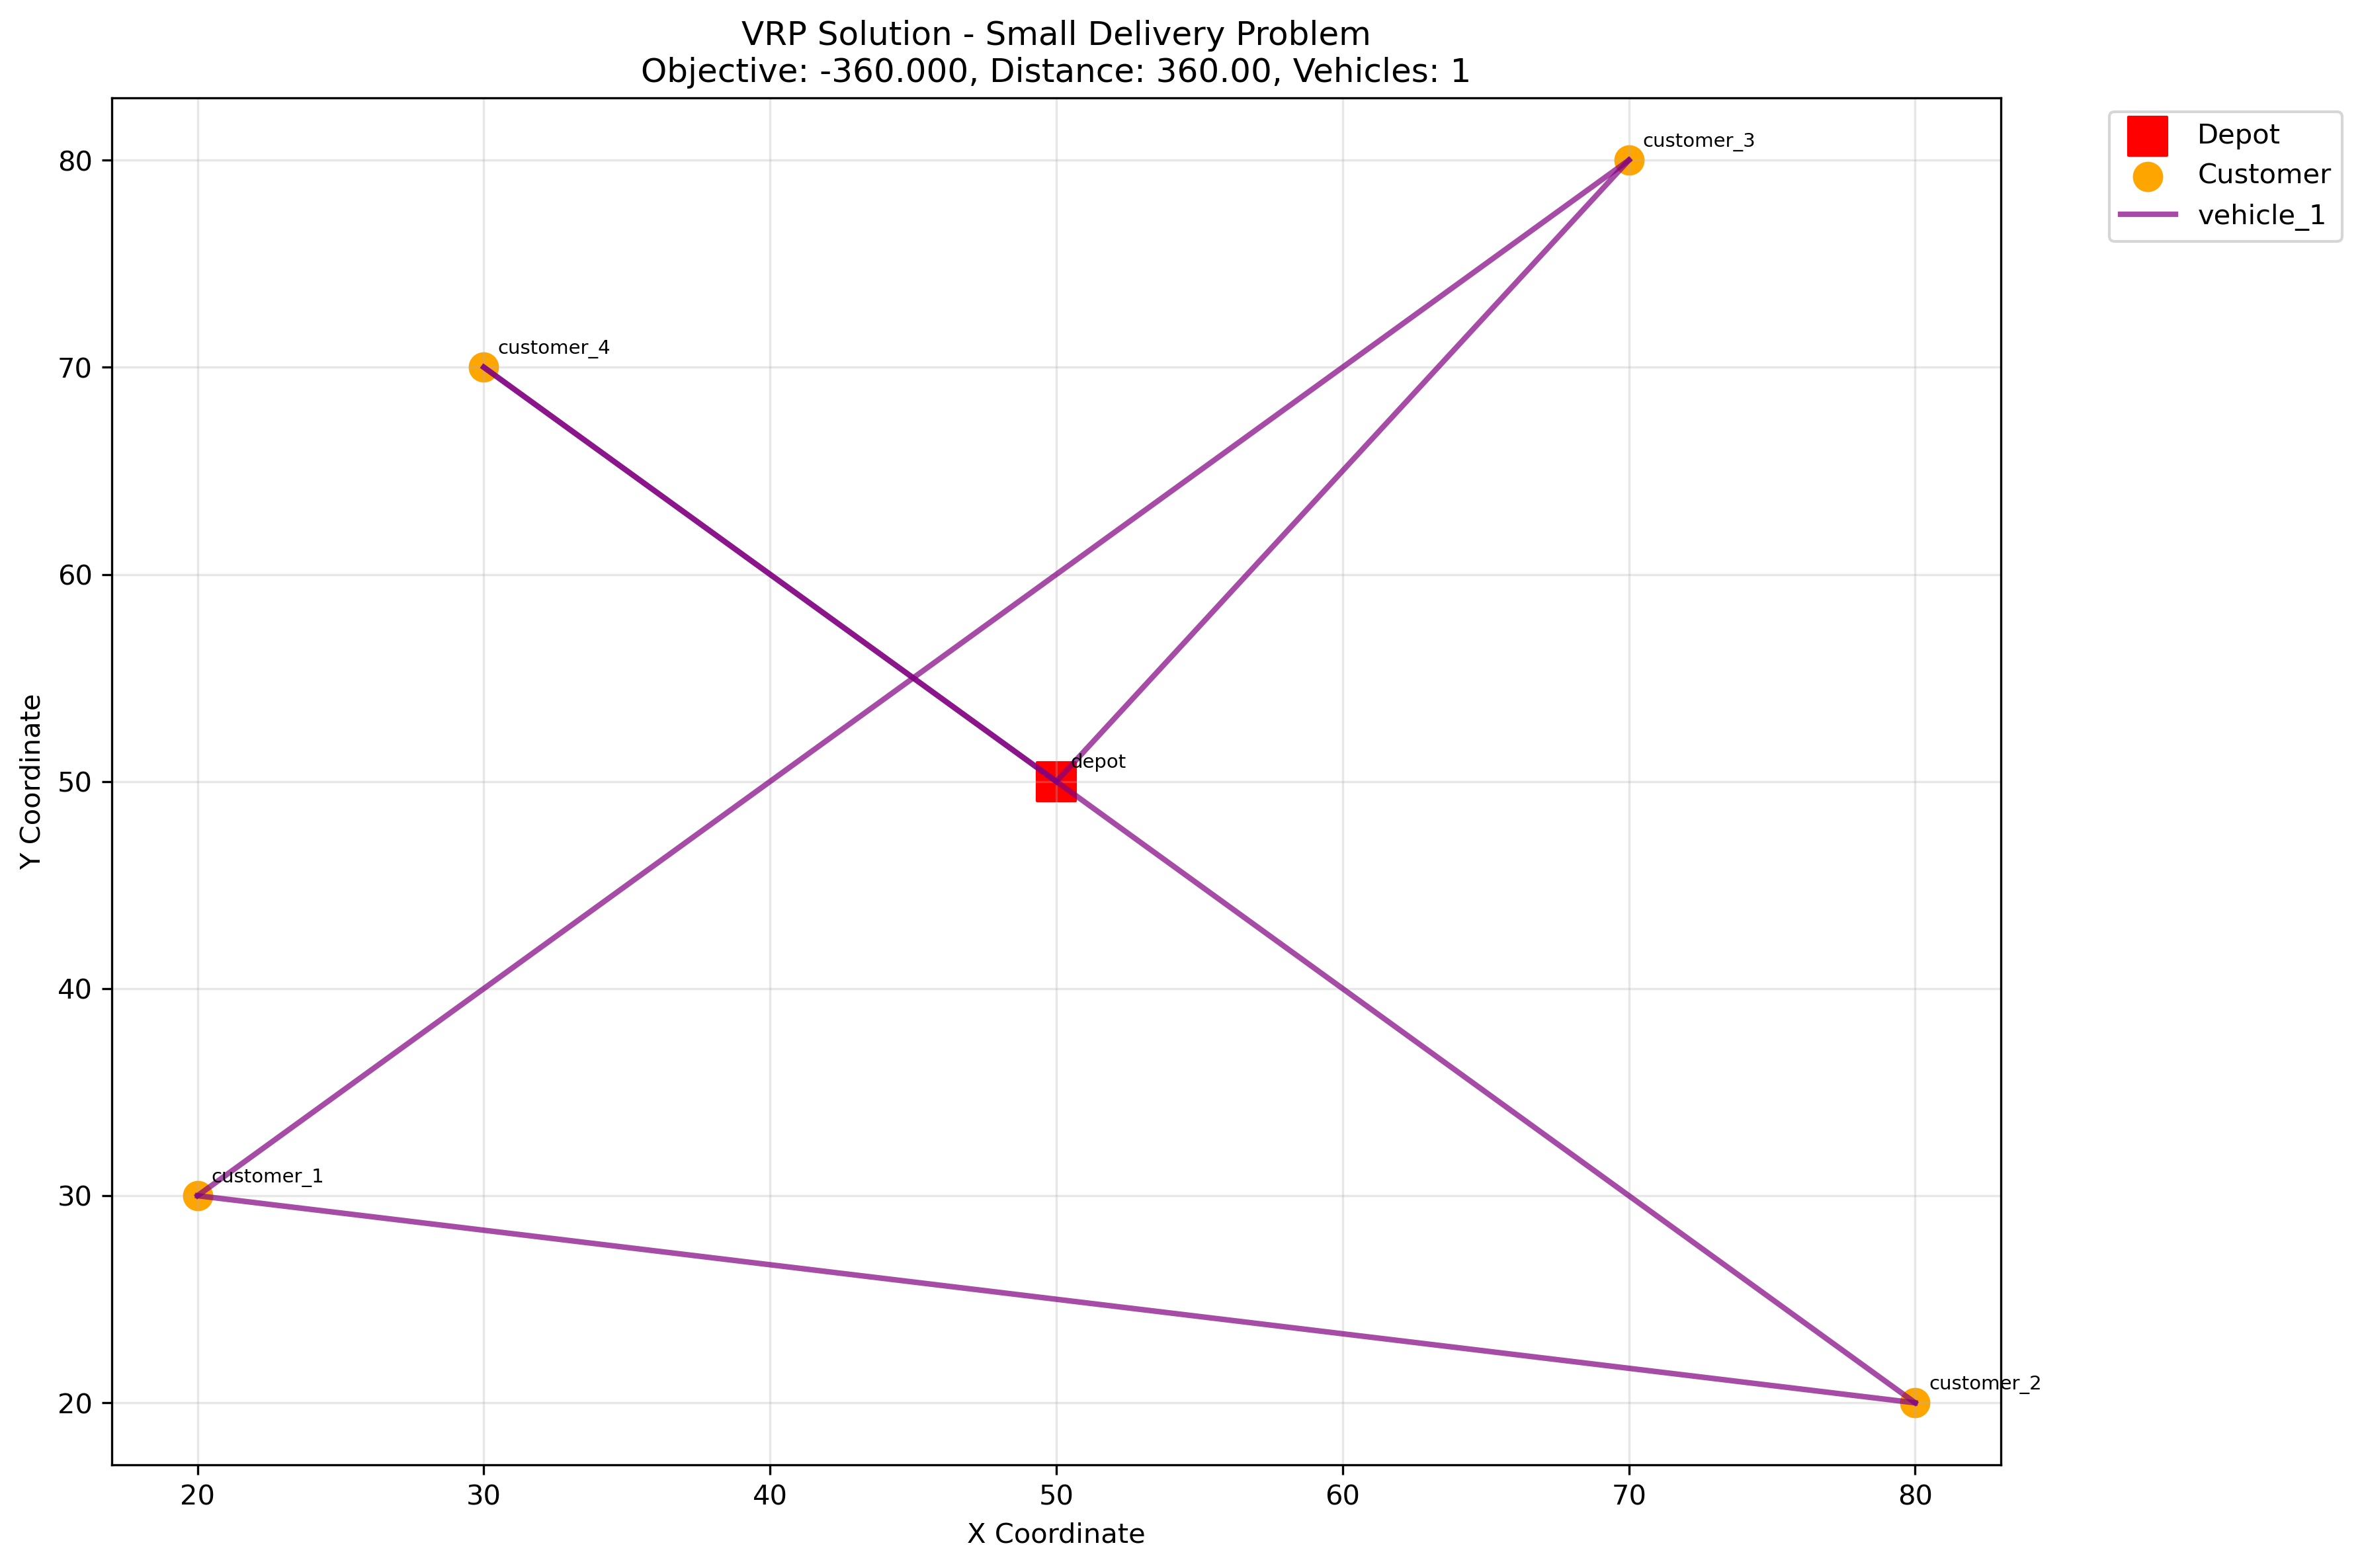 VRP Solution - Small Delivery Problem
Objective: -360.000, Distance: 360.00, Vehicles: 1
Depot
Customer
vehicle_1
customer_3
customer_4
depot
customer_1
customer_2
Y Coordinate
80
70
60
50
40
30
20
20
30
40
50
60
70
80
X Coordinate